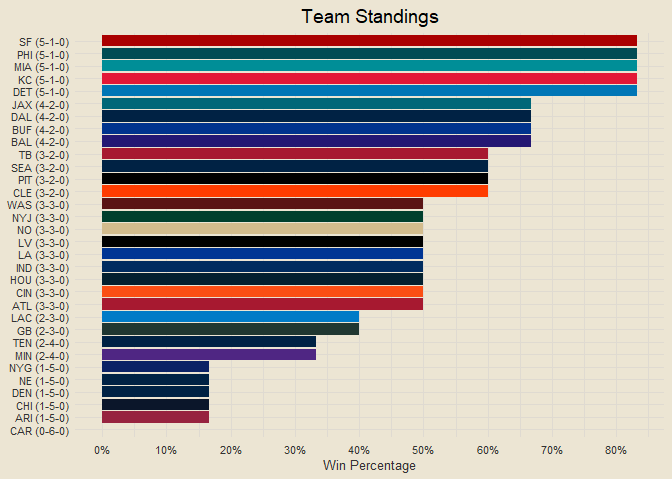 Team Standings
SF (5-1-0)
PHI (5-1-0)
MIA (5-1-0)
KC (5-1-0)
DET (5-1-0)
JAX (4-2-0)
DAL (4-2-0)
BUF (4-2-0)
BAL (4-2-0)
TB (3-2-0)
SEA (3-2-0)
PIT (3-2-0)
CLE (3-2-0)
WAS (3-3-0)
NYJ (3-3-0)
NO (3-3-0)
LV (3-3-0)
LA (3-3-0)
IND (3-3-0)
HOU (3-3-0)
CIN (3-3-0)
ATL (3-3-0)
LAC (2-3-0)
GB (2-3-0)
TEN (2-4-0)
MIN (2-4-0)
NYG (1-5-0)
NE (1-5-0)
DEN (1-5-0)
CHI (1-5-0)
ARI (1-5-0)
CAR (0-6-0)
0% 10% 20% 30% 40% 50% 60% 70% 80%
Win Percentage